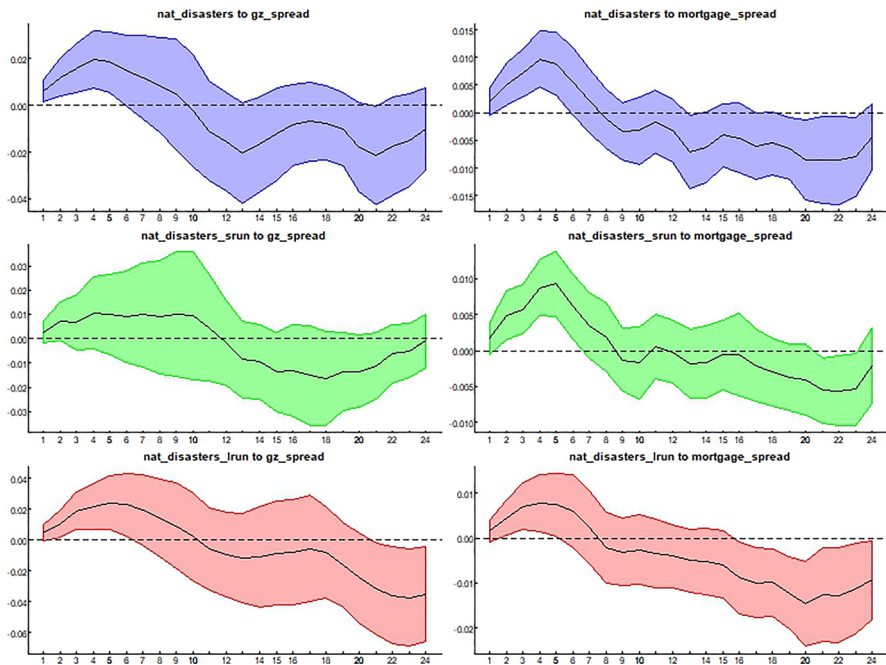 nat_disasters to gz_spread
0.02
0.00
-0.02
-0.04
1 2 3 4 5 6 7 8 9 10 12 14 15 16 18 20 22 24
nat_disasters to mortgage_spread
0.015
0.010
0.005
0.000
-0.005
-0.010
-0.015
1 2 3 4 5 6 7 8 9 10 12 14 15 16 18 20 22 24
nat_disasters_srun to gz_spread
0.03
0.02
0.01
0.00
-0.01
-0.02
-0.03
1 2 3 4 5 6 7 8 9 10 12 14 15 16 18 20 22 24
nat_disasters_srun to mortgage_spread
0.010
0.005
0.000
-0.005
-0.010
1 2 3 4 5 6 7 8 9 10 12 14 15 16 18 20 22 24
nat_disasters_lrun to gz_spread
0.04
0.02
0.00
-0.02
-0.04
-0.06
1 2 3 4 5 6 7 8 9 10 12 14 15 16 18 20 22 24
nat_disasters_lrun to mortgage_spread
0.01
0.00
-0.01
-0.02
1 2 3 4 5 6 7 8 9 10 12 14 15 16 18 20 22 24